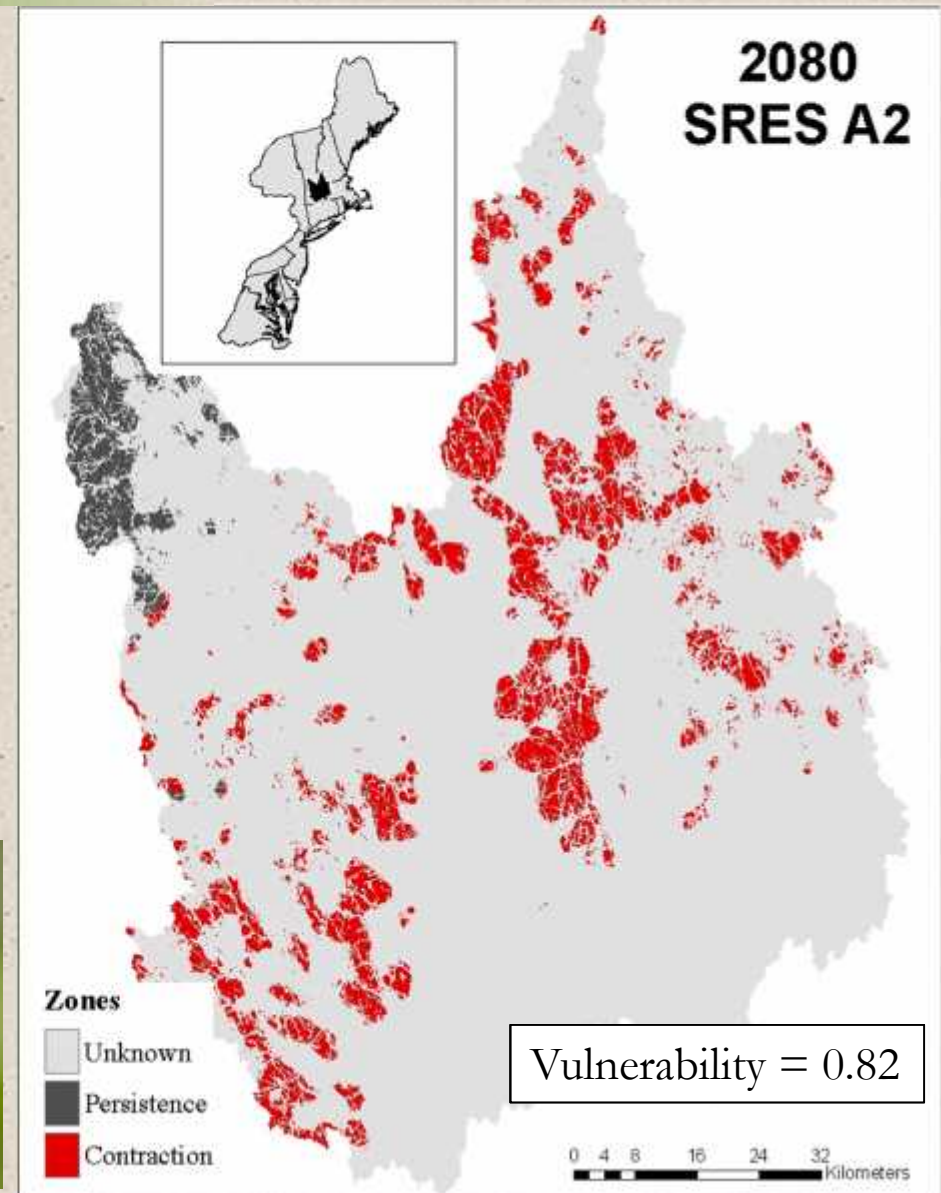 2080
SRES A2
Zones
Unknown
Persistence
Contraction
Vulnerability = 0.82
0 4 8 16 24 32
Kilometers